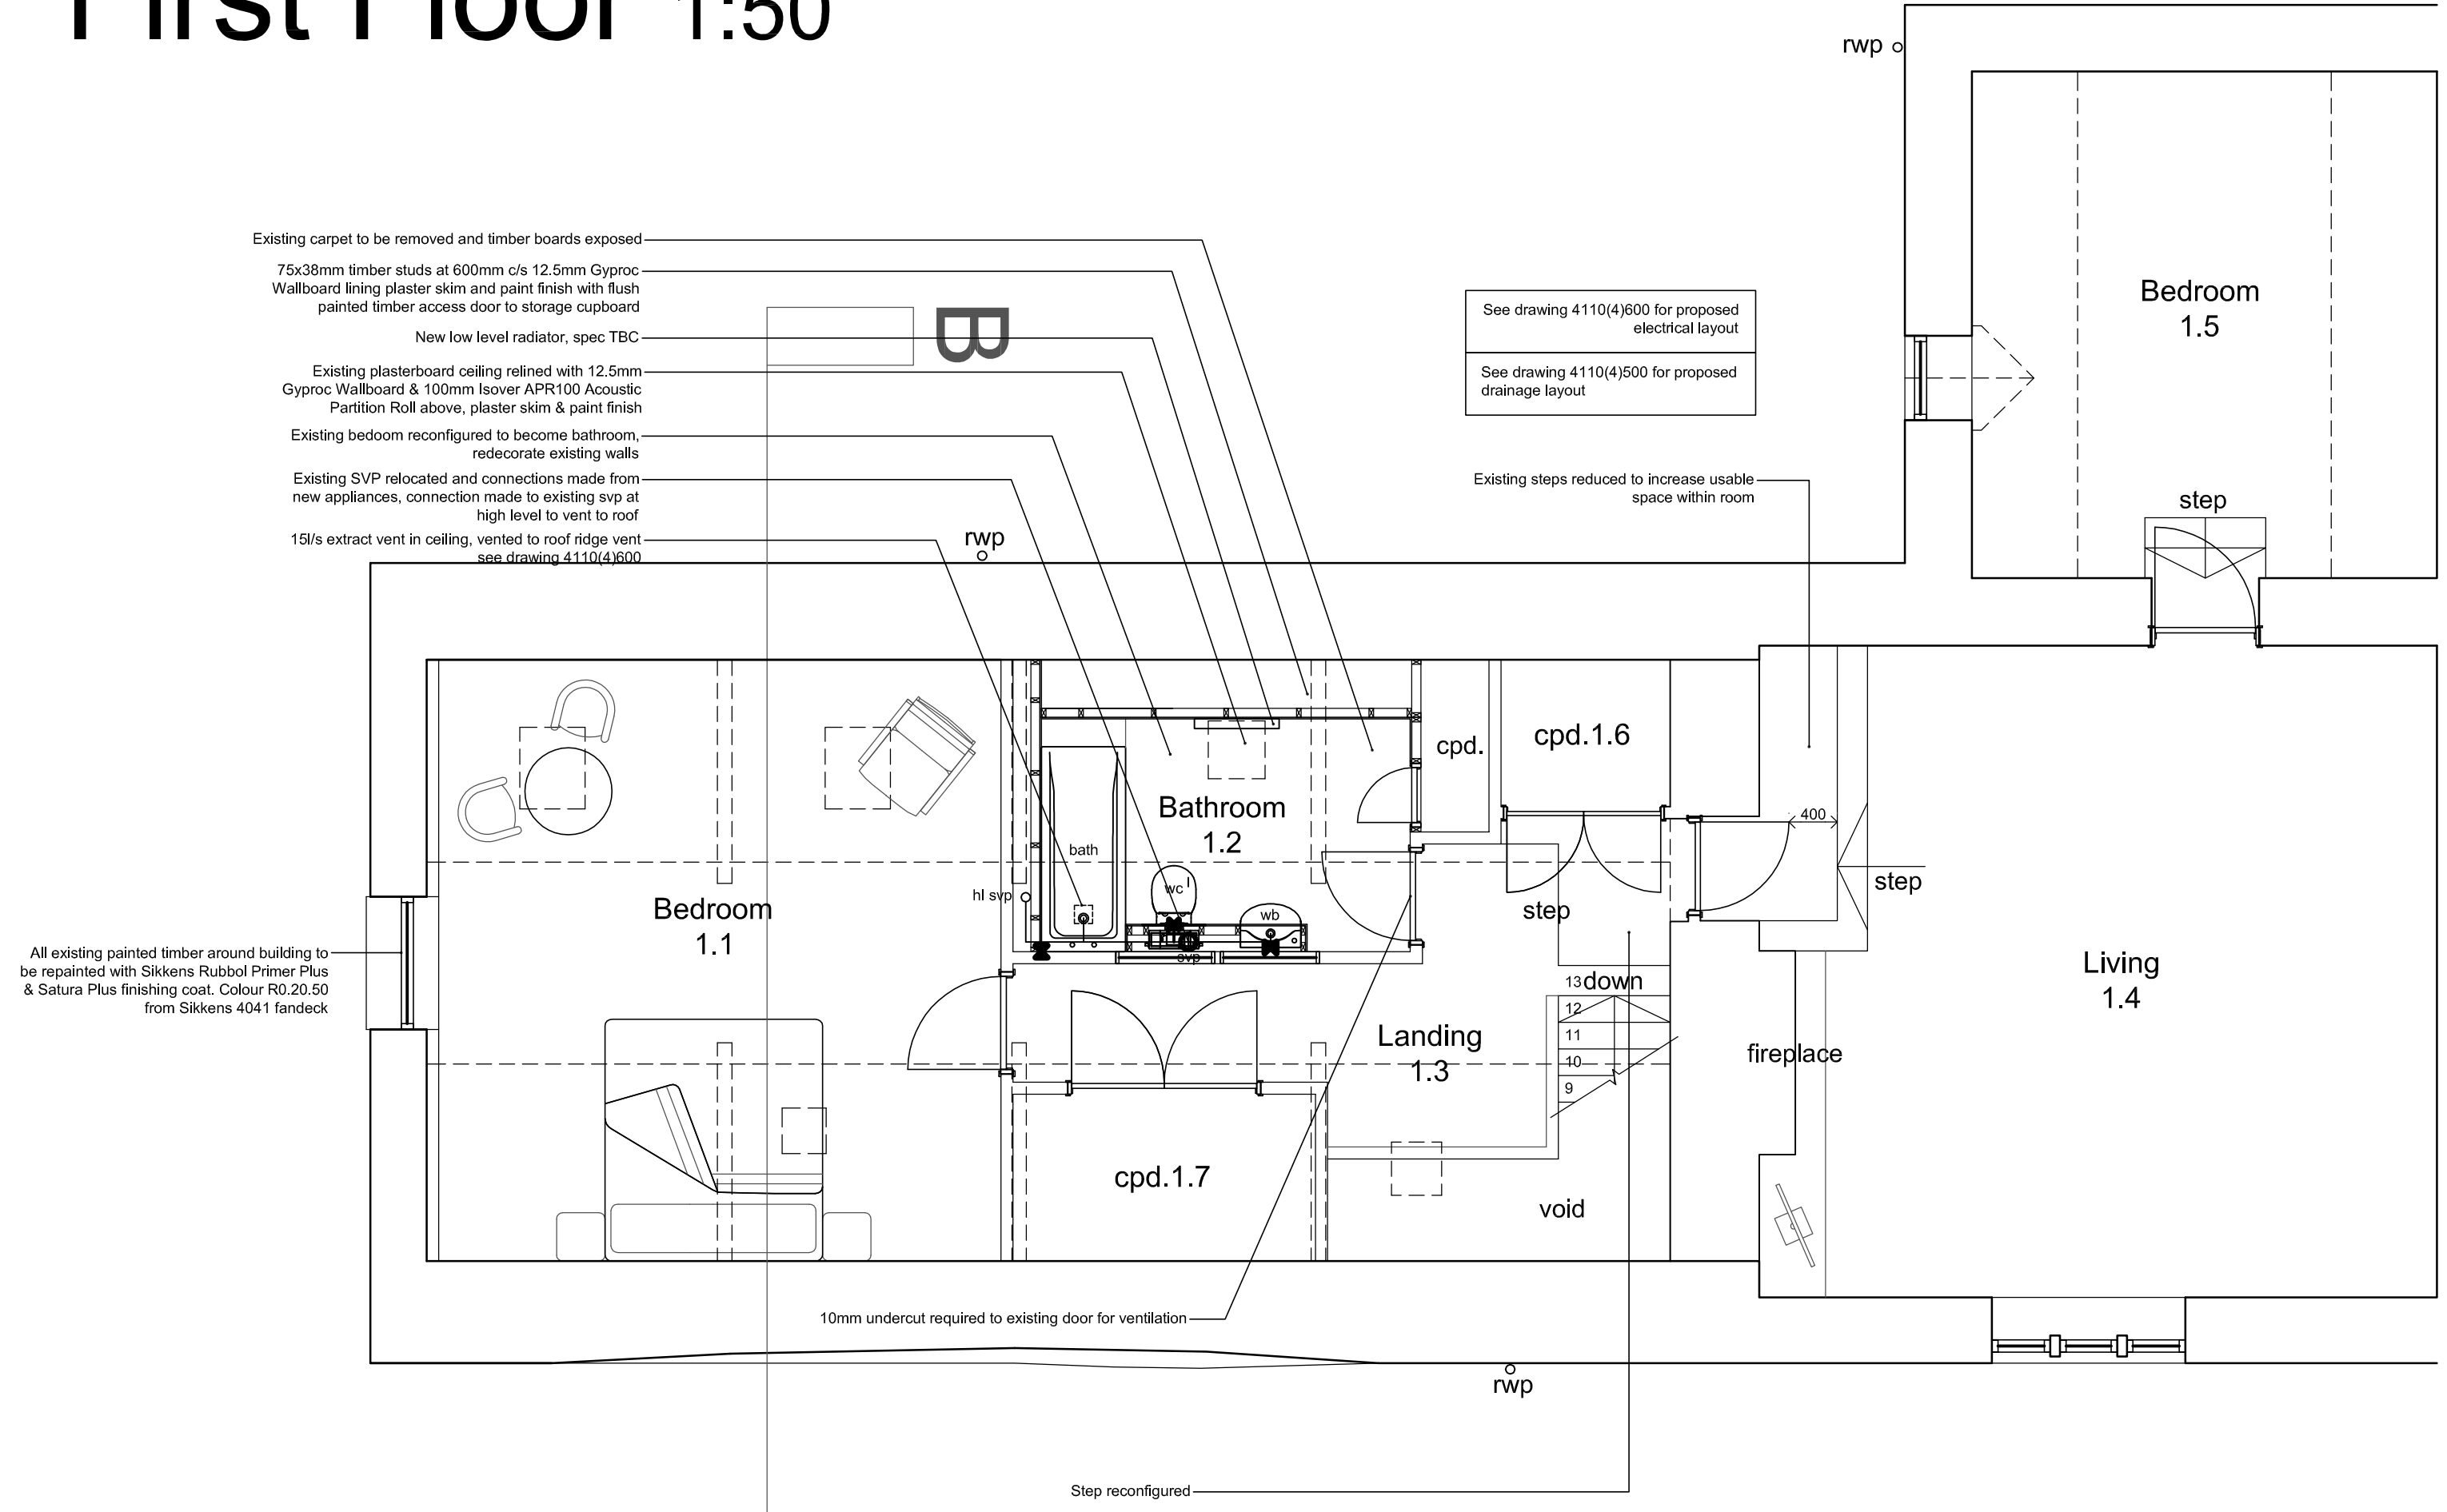 First Floor 1:50
rwp
Bedroom
1.5
step
Existing carpet to be removed and timber boards exposed
75x38mm timber studs at 600mm c/s 12.5mm Gyproc
Wallboard lining plaster skim and paint finish with flush
painted timber access door to storage cupboard
New low level radiator, spec TBC
B
Existing plasterboard ceiling relined with 12.5mm
Gyproc Wallboard & 100mm Isover APR100 Acoustic
Partition Roll above, plaster skim & paint finish
Existing bedoom reconfigured to become bathroom,
redecorate existing walls
Existing SVP relocated and connections made from
new appliances, connection made to existing svp at
high level to vent to roof
15l/s extract vent in ceiling, vented to roof ridge vent
see drawing 4110(4)600
See drawing 4110(4)600 for proposed
electrical layout
See drawing 4110(4)500 for proposed
drainage layout
Existing steps reduced to increase usable
space within room
rwp
cpd.
cpd.1.6
Bathroom
1.2
bath
wc
wb
svp
hl svp
400
step
step
Bedroom
1.1
All existing painted timber around building to
be repainted with Sikkens Rubbol Primer Plus
& Satura Plus finishing coat. Colour R0.20.50
from Sikkens 4041 fandeck
Living
1.4
13
down
12
11
10
9
Landing
1.3
fireplace
cpd.1.7
void
10mm undercut required to existing door for ventilation
rwp
Step reconfigured